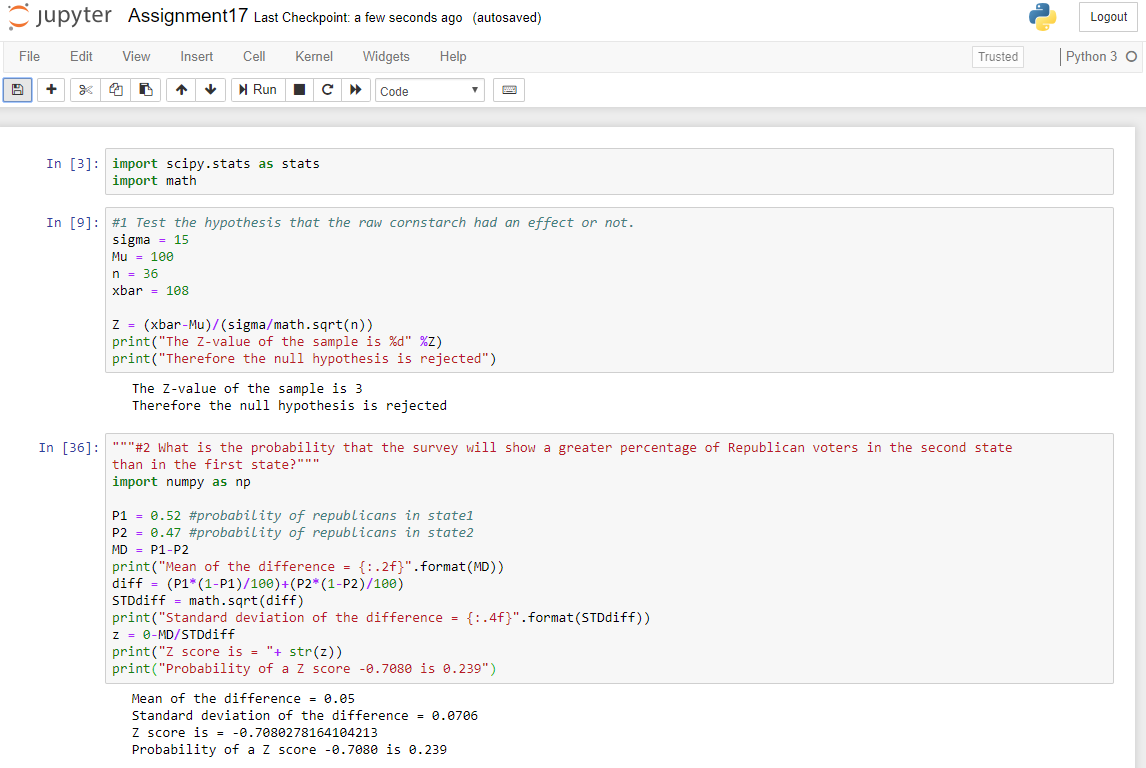 jupyter Assignment17 Last Checkpoint: a few seconds ago (autosaved) Logout
File Edit View Insert Cell Kernel Widgets Help Trusted Python 3
Run Code
In [3]: import scipy.stats as stats
import math
In [9]: #1 Test the hypothesis that the raw cornstarch had an effect or not.
sigma = 15
Mu = 100
n = 36
xbar = 108
Z = (xbar-Mu)/(sigma/math.sqrt(n))
print("The Z-value of the sample is %d" %Z)
print("Therefore the null hypothesis is rejected")
The Z-value of the sample is 3
Therefore the null hypothesis is rejected
In [36]: """#2 What is the probability that the survey will show a greater percentage of Republican voters in the second state
than in the first state?"""
import numpy as np
P1 = 0.52 #probability of republicans in state1
P2 = 0.47 #probability of republicans in state2
MD = P1-P2
print("Mean of the difference = {:.2f}".format(MD))
diff = (P1*(1-P1)/100)+(P2*(1-P2)/100)
STDdiff = math.sqrt(diff)
print("Standard deviation of the difference = {:.4f}".format(STDdiff))
z = 0-MD/STDdiff
print("Z score is = "+ str(z))
print("Probability of a Z score -0.7080 is 0.239")
Mean of the difference = 0.05
Standard deviation of the difference = 0.0706
Z score is = -0.7080278164104213
Probability of a Z score -0.7080 is 0.239